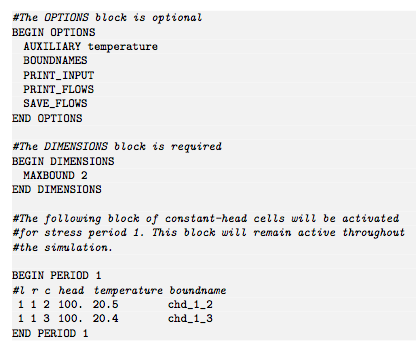 #The OPTIONS block is optional
BEGIN OPTIONS
  AUXILIARY temperature
  BOUNDNAMES
  PRINT_INPUT
  PRINT_FLOWS
  SAVE_FLOWS
END OPTIONS

#The DIMENSIONS block is required
BEGIN DIMENSIONS
  MAXBOUND 2
END DIMENSIONS

#The following block of constant-head cells will be activated
#for stress period 1. This block will remain active throughout
#the simulation.

BEGIN PERIOD 1
#l r c head temperature boundname
 1 1 2 100. 20.5 chd_1_2
 1 1 3 100. 20.4 chd_1_3
END PERIOD 1